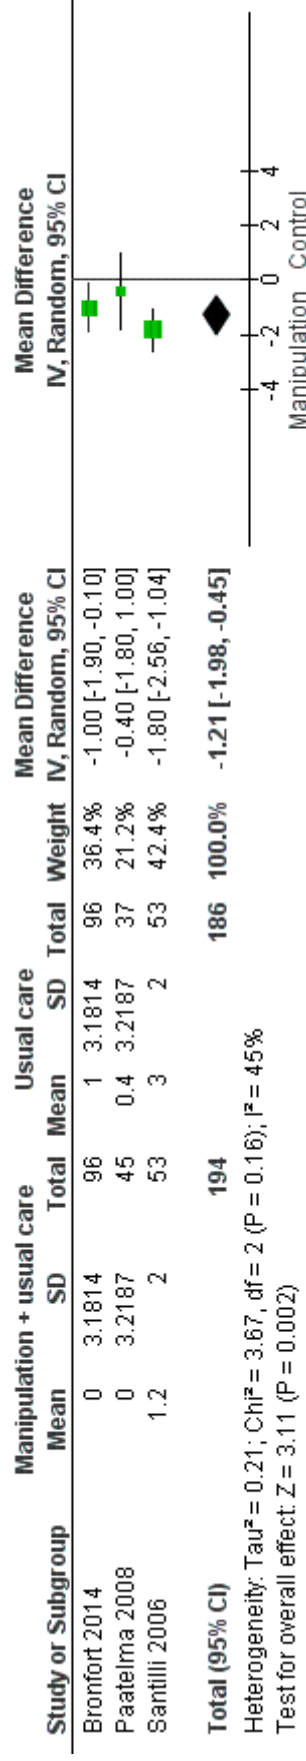 Manipulation + usual care Usual care Mean Difference Mean Difference
Study or Subgroup Mean SD Total Mean SD Total Weight IV, Random, 95% CI IV, Random, 95% CI
Bronfort 2014 0 3.1814 96 1 3.1814 96 36.4% -1.00 [-1.90, -0.10]
Paatelma 2008 0 3.2187 45 0.4 3.2187 37 21.2% -0.40 [-1.80, 1.00]
Santilli 2006 1.2 2 53 3 2 53 42.4% -1.80 [-2.56, -1.04]
Total (95% CI) 194 186 100.0% -1.21 [-1.98, -0.45]
Heterogeneity: Tau² = 0.21; Chi² = 3.67, df = 2 (P = 0.16); I² = 45%
Test for overall effect: Z = 3.11 (P = 0.002)
-4 -2 0 2 4
Manipulation Control